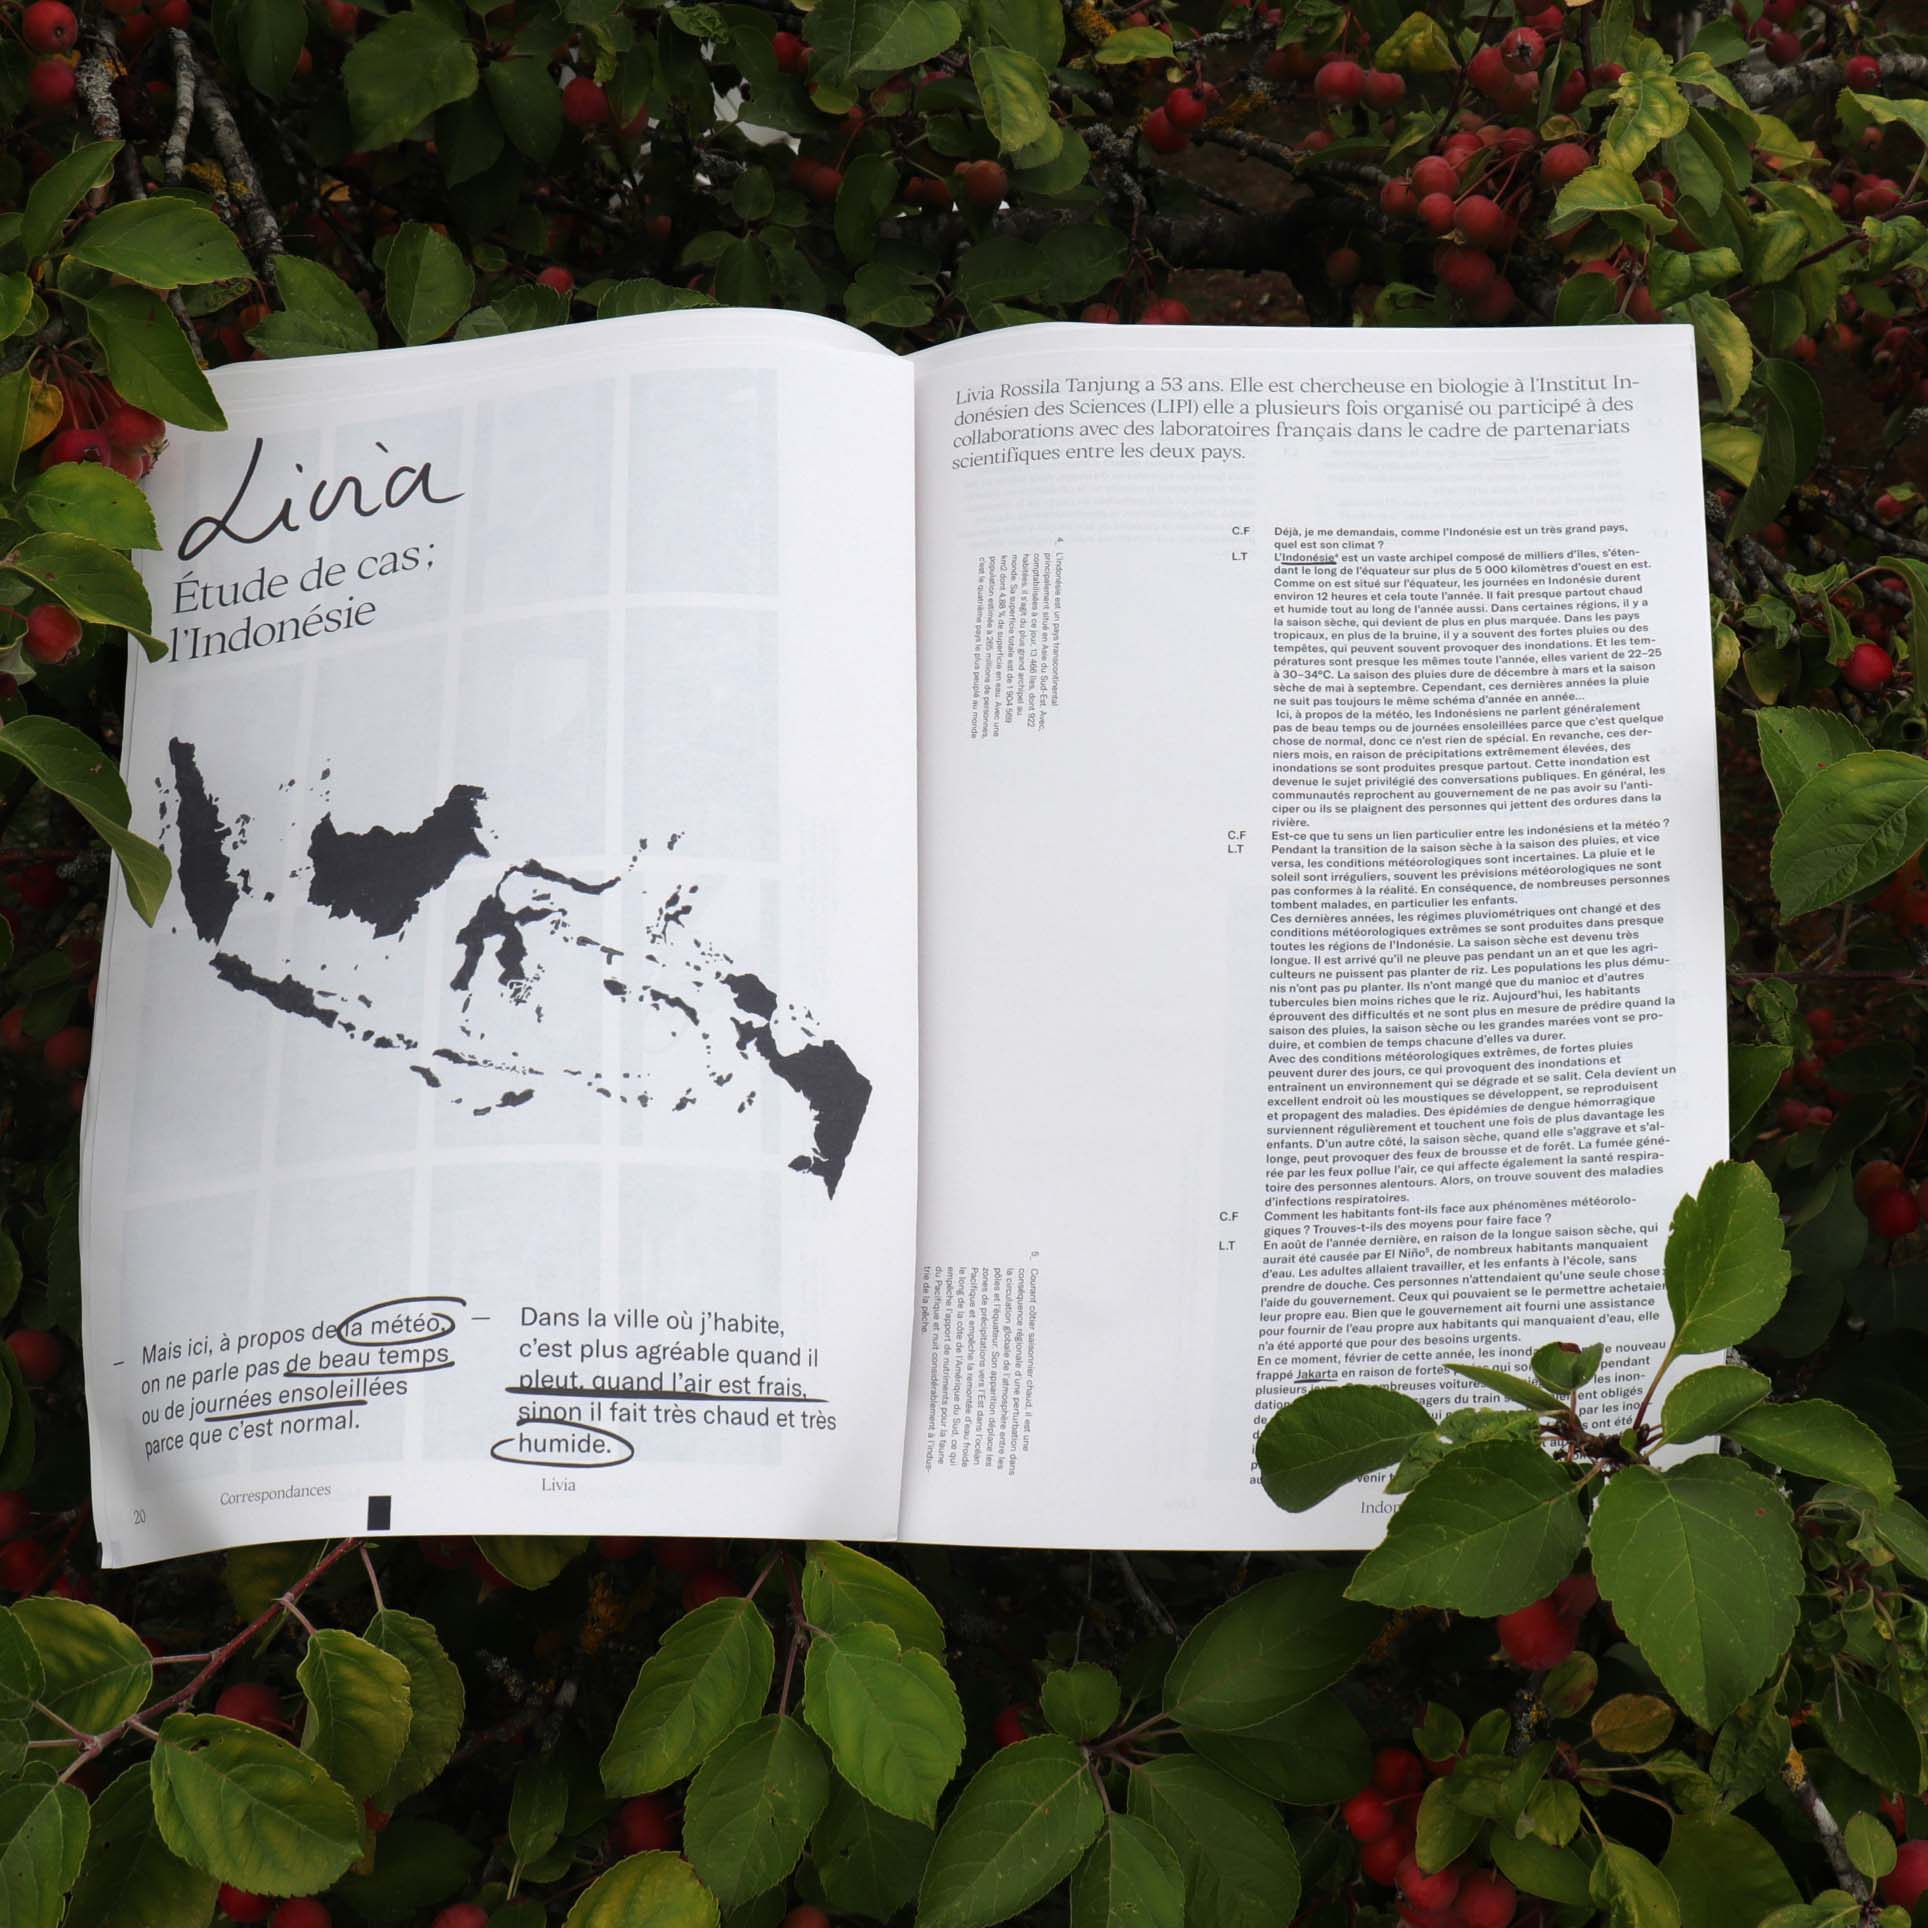 Livia
Étude de cas ;
l'Indonésie
– Mais ici, à propos de la météo,
on ne parle pas de beau temps
ou de journées ensoleillées
parce que c'est normal.
— Dans la ville où j'habite,
c'est plus agréable quand il
pleut, quand l'air est frais,
sinon il fait très chaud et très
humide.
20
Correspondances
Livia
Livia Rossila Tanjung a 53 ans. Elle est chercheuse en biologie à l'Institut In-
donésien des Sciences (LIPI) elle a plusieurs fois organisé ou participé à des
collaborations avec des laboratoires français dans le cadre de partenariats
scientifiques entre les deux pays.
4_ L'Indonésie est un pays transcontinental
principalement situé en Asie du Sud-Est. Avec,
comptabilisées à ce jour, 13 466 îles, dont 922
habitées, il s'agit du plus grand archipel au
monde. Sa superficie totale est de 1 904 569
km2 dont 4,88 % de superficie en eau. Avec une
population estimée à 265 millions de personnes,
c'est le quatrième pays le plus peuplé au monde
C.F Déjà, je me demandais, comme l'Indonésie est un très grand pays,
quel est son climat ?
L.T L'Indonésie⁴ est un vaste archipel composé de milliers d'îles, s'éten-
dant le long de l'équateur sur plus de 5 000 kilomètres d'ouest en est.
Comme on est situé sur l'équateur, les journées en Indonésie durent
environ 12 heures et cela toute l'année. Il fait presque partout chaud
et humide tout au long de l'année aussi. Dans certaines régions, il y a
la saison sèche, qui devient de plus en plus marquée. Dans les pays
tropicaux, en plus de la bruine, il y a souvent des fortes pluies ou des
tempêtes, qui peuvent souvent provoquer des inondations. Et les tem-
pératures sont presque les mêmes toute l'année, elles varient de 22–25
à 30–34°C. La saison des pluies dure de décembre à mars et la saison
sèche de mai à septembre. Cependant, ces dernières années la pluie
ne suit pas toujours le même schéma d'année en année...
Ici, à propos de la météo, les Indonésiens ne parlent généralement
pas de beau temps ou de journées ensoleillées parce que c'est quelque
chose de normal, donc ce n'est rien de spécial. En revanche, ces der-
niers mois, en raison de précipitations extrêmement élevées, des
inondations se sont produites presque partout. Cette inondation est
devenue le sujet privilégié des conversations publiques. En général, les
communautés reprochent au gouvernement de ne pas avoir su l'anti-
ciper ou ils se plaignent des personnes qui jettent des ordures dans la
rivière.
C.F Est-ce que tu sens un lien particulier entre les indonésiens et la météo ?
L.T Pendant la transition de la saison sèche à la saison des pluies, et vice
versa, les conditions météorologiques sont incertaines. La pluie et le
soleil sont irréguliers, souvent les prévisions météorologiques ne sont
pas conformes à la réalité. En conséquence, de nombreuses personnes
tombent malades, en particulier les enfants.
Ces dernières années, les régimes pluviométriques ont changé et des
conditions météorologiques extrêmes se sont produites dans presque
toutes les régions de l'Indonésie. La saison sèche est devenu très
longue. Il est arrivé qu'il ne pleuve pas pendant un an et que les agri-
culteurs ne puissent pas planter de riz. Les populations les plus dému-
nis n'ont pas pu planter. Ils n'ont mangé que du manioc et d'autres
tubercules bien moins riches que le riz. Aujourd'hui, les habitants
éprouvent des difficultés et ne sont plus en mesure de prédire quand la
saison des pluies, la saison sèche ou les grandes marées vont se pro-
duire, et combien de temps chacune d'elles va durer.
Avec des conditions météorologiques extrêmes, de fortes pluies
peuvent durer des jours, ce qui provoquent des inondations et
entraînent un environnement qui se dégrade et se salit. Cela devient un
excellent endroit où les moustiques se développent, se reproduisent
et propagent des maladies. Des épidémies de dengue hémorragique
surviennent régulièrement et touchent une fois de plus davantage les
enfants. D'un autre côté, la saison sèche, quand elle s'aggrave et s'al-
longe, peut provoquer des feux de brousse et de forêt. La fumée géné-
rée par les feux pollue l'air, ce qui affecte également la santé respira-
toire des personnes alentours. Alors, on trouve souvent des maladies
d'infections respiratoires.
C.F Comment les habitants font-ils face aux phénomènes météorolo-
giques ? Trouves-t-ils des moyens pour faire face ?
L.T En août de l'année dernière, en raison de la longue saison sèche, qui
aurait été causée par El Niño⁵, de nombreux habitants manquaient
d'eau. Les adultes allaient travailler, et les enfants à l'école, sans
prendre de douche. Ces personnes n'attendaient qu'une seule chose :
l'aide du gouvernement. Ceux qui pouvaient se le permettre achetaien
leur propre eau. Bien que le gouvernement ait fourni une assistance
pour fournir de l'eau propre aux habitants qui manquaient d'eau, elle
n'a été apporté que pour des besoins urgents.
En ce moment, février de cette année, les inond e nouveau
frappé Jakarta en raison de fortes qui pendant
plusieurs mbreuses voitures les inon-
dation sagers du train ent obligés
de par les ino
ont été
venir
Indon
5_ Courant côtier saisonnier chaud, il est une
conséquence régionale d'une perturbation dans
la circulation globale de l'atmosphère entre les
pôles et l'équateur. Son apparition déplace les
zones de précipitations vers l'Est dans l'océan
Pacifique et empêche la remontée d'eau froide
le long de la côte de l'Amérique du Sud, ce qui
empêche l'apport de nutriments pour la faune
du Pacifique et nuit considérablement à l'indus-
trie de la pêche.